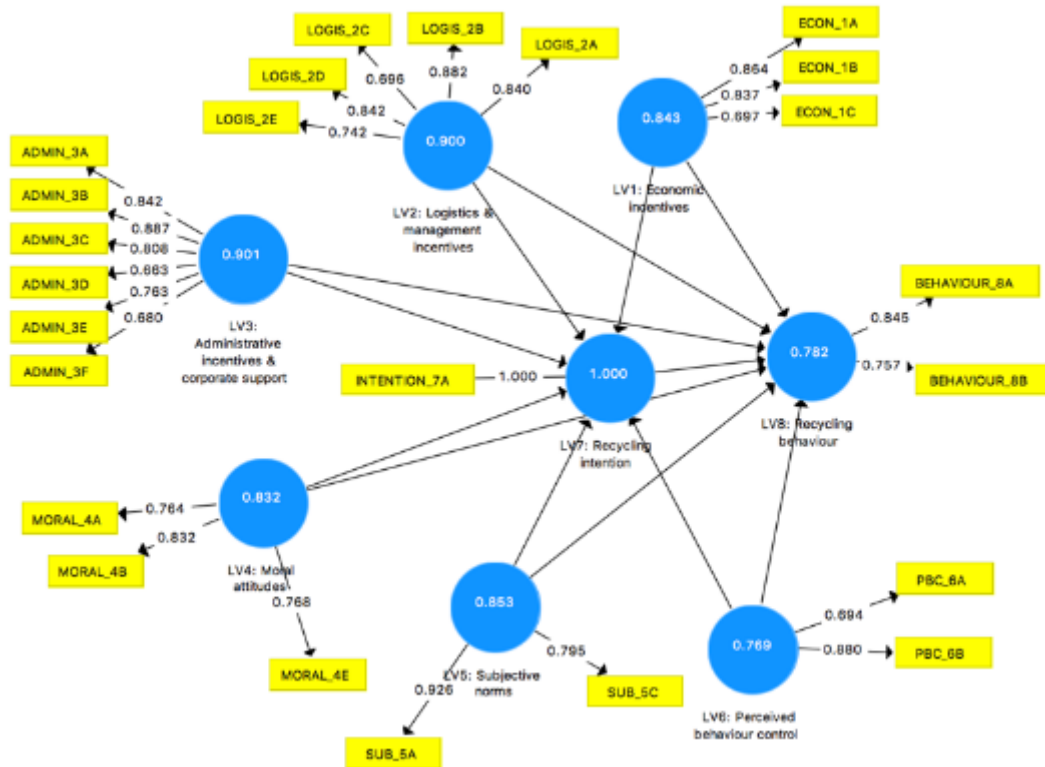 LOGIS_2C
LOGIS_2B
LOGIS_2A
LOGIS_2D
LOGIS_2E
0.696
0.882
0.840
0.842
0.742
0.900
LV2: Logistics &
management
incentives
ECON_1A
ECON_1B
ECON_1C
0.864
0.837
0.697
0.843
LV1: Economic
incentives
ADMIN_3A
ADMIN_3B
ADMIN_3C
ADMIN_3D
ADMIN_3E
ADMIN_3F
0.842
0.887
0.808
0.663
0.763
0.680
0.901
LV3:
Administrative
incentives &
corporate support
INTENTION_7A
1.000
1.000
LV7: Recycling
intention
BEHAVIOUR_8A
BEHAVIOUR_8B
0.845
0.757
0.782
LV8: Recycling
behaviour
MORAL_4A
MORAL_4B
MORAL_4E
0.764
0.832
0.768
0.832
LV4: Moral
attitudes
0.853
LV5: Subjective
norms
0.926
0.795
SUB_5A
SUB_5C
0.769
LV6: Perceived
behaviour control
0.694
0.880
PBC_6A
PBC_6B